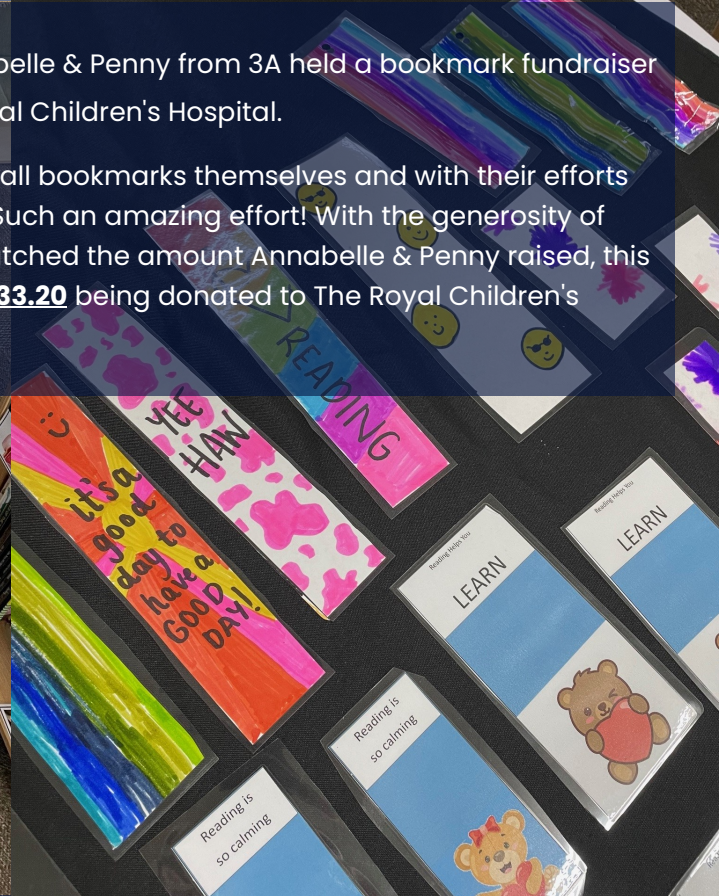 belle & Penny from 3A held a bookmark fundraiser
al Children's Hospital.
all bookmarks themselves and with their efforts
Such an amazing effort! With the generosity of
tched the amount Annabelle & Penny raised, this
33.20 being donated to The Royal Children's
READING
YEE
HAW
:)
it's a
good
day to
have a
GOOD
DAY!
Reading Helps You
LEARN
Reading Helps You
LEARN
Reading is
so calming
Reading is
so calming